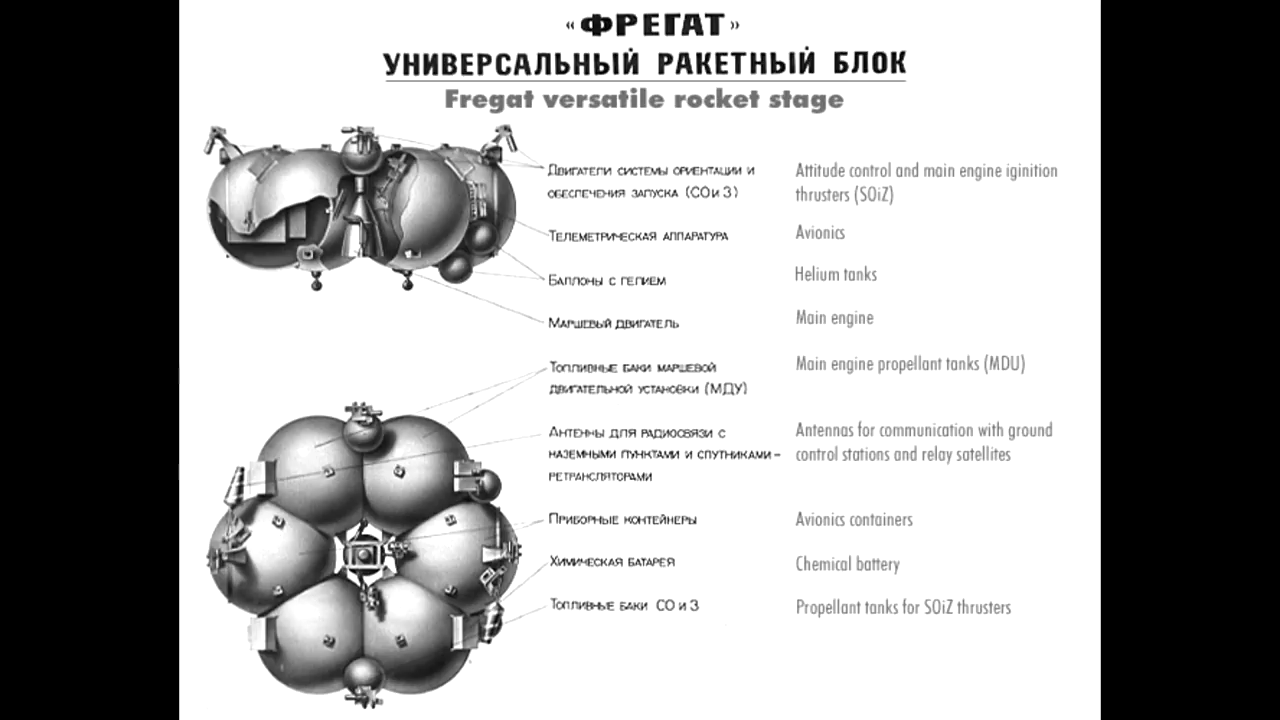 «ФРЕГАТ»
УНИВЕРСАЛЬНЫЙ РАКЕТНЫЙ БЛОК
Fregat versatile rocket stage
Двигатели системы ориентации и
обеспечения запуска (СО и З)
Attitude control and main engine iginition
thrusters (SOiZ)
Телеметрическая аппаратура
Avionics
Баллоны с гелием
Helium tanks
Маршевый двигатель
Main engine
Топливные баки маршевой
двигательной установки (МДУ)
Main engine propellant tanks (MDU)
Антенны для радиосвязи с
наземными пунктами и спутниками-
ретрансляторами
Antennas for communication with ground
control stations and relay satellites
Приборные контейнеры
Avionics containers
Химическая батарея
Chemical battery
Топливные баки СО и З
Propellant tanks for SOiZ thrusters